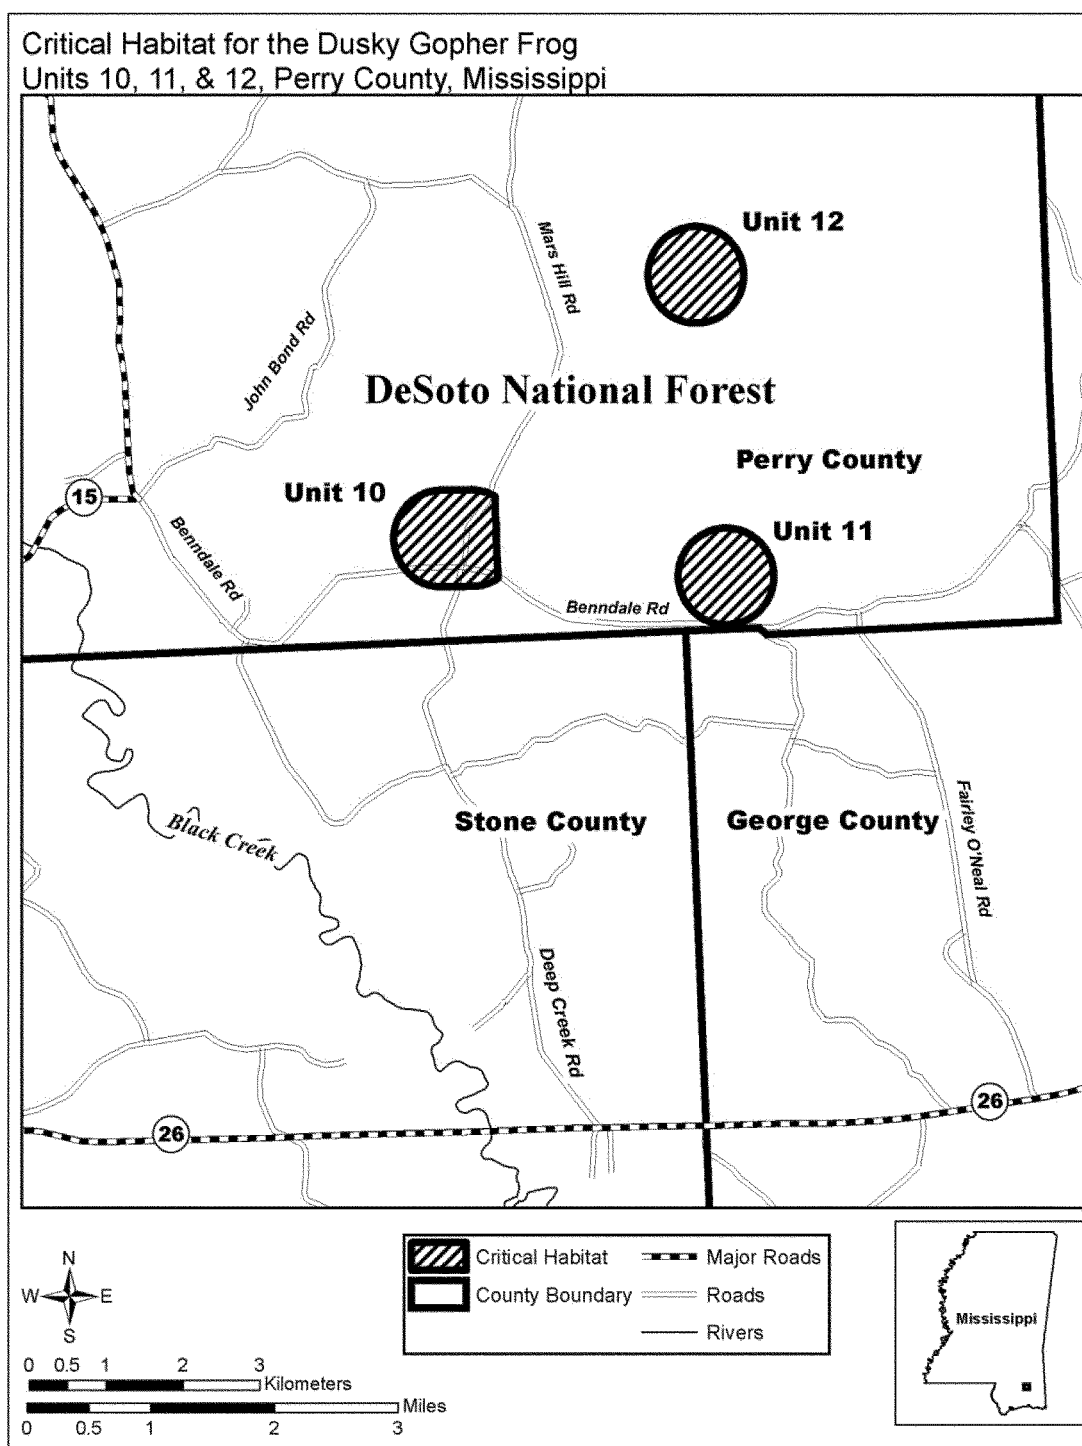 Critical Habitat for the Dusky Gopher Frog
Units 10, 11, & 12, Perry County, Mississippi
Unit 12
Mars Hill Rd
John Bond Rd
DeSoto National Forest
Perry County
Unit 10
15
Unit 11
Benndale Rd
Benndale Rd
Stone County
George County
Black Creek
Fairley O'Neal Rd
Deep Creek Rd
26
26
Critical Habitat
Major Roads
County Boundary
Roads
Rivers
N
W
E
S
Mississippi
0 0.5 1 2 3
Kilometers
Miles
0 0.5 1 2 3